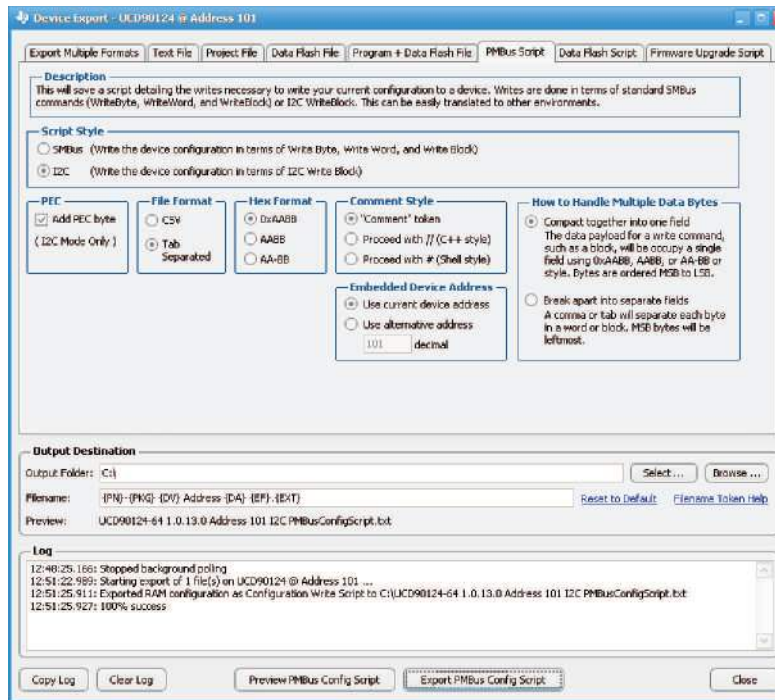 Device Export - UCD90124 @ Address 101
Export Multiple Formats Text File Project File Data Flash File Program + Data Flash File PMBus Script Data Flash Script Firmware Upgrade Script
Description
This will save a script detailing the writes necessary to write your current configuration to a device. Writes are done in terms of standard SMBus
commands (WriteByte, WriteWord, and WriteBlock) or I2C WriteBlock. This can be easily translated to other environments.
Script Style
SMBus (Write the device configuration in terms of Write Byte, Write Word, and Write Block)
I2C (Write the device configuration in terms of I2C Write Block)
PEC
Add PEC byte
( I2C Mode Only )
File Format
CSV
Tab
Separated
Hex Format
0xAABB
AABB
AA-BB
Comment Style
"Comment" token
Proceed with // (C++ style)
Proceed with # (Shell style)
Embedded Device Address
Use current device address
Use alternative address
101 decimal
How to Handle Multiple Data Bytes
Compact together into one field
The data payload for a write command,
such as a block, will be occupy a single
field using 0xAABB, AABB, or AA-BB or
style. Bytes are ordered MSB to LSB.
Break apart into separate fields
A comma or tab will separate each byte
in a word or block. MSB bytes will be
leftmost.
Output Destination
Output Folder: C:\ Select ... Browse ...
Filename: {PN}-{PKG} {DV} Address {DA} {EF}.{EXT} Reset to Default Filename Token Help
Preview: UCD90124-64 1.0.13.0 Address 101 I2C PMBusConfigScript.txt
Log
12:48:25.166: Stopped background polling
12:51:22.989: Starting export of 1 file(s) on UCD90124 @ Address 101 ...
12:51:25.911: Exported RAM configuration as Configuration Write Script to C:\UCD90124-64 1.0.13.0 Address 101 I2C PMBusConfigScript.txt
12:51:25.927: 100% success
Copy Log Clear Log Preview PMBus Config Script Export PMBus Config Script Close